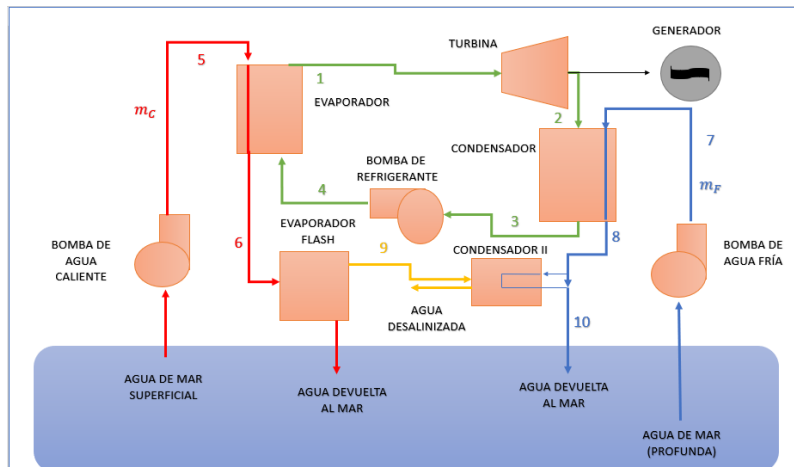 TURBINA
GENERADOR
5
1
EVAPORADOR
m_C
2
CONDENSADOR
7
BOMBA DE
REFRIGERANTE
4
m_F
3
EVAPORADOR
FLASH
6
9
CONDENSADOR II
8
BOMBA DE
AGUA
CALIENTE
BOMBA DE
AGUA FRÍA
AGUA
DESALINIZADA
10
AGUA DE MAR
SUPERFICIAL
AGUA DEVUELTA
AL MAR
AGUA DEVUELTA
AL MAR
AGUA DE MAR
(PROFUNDA)